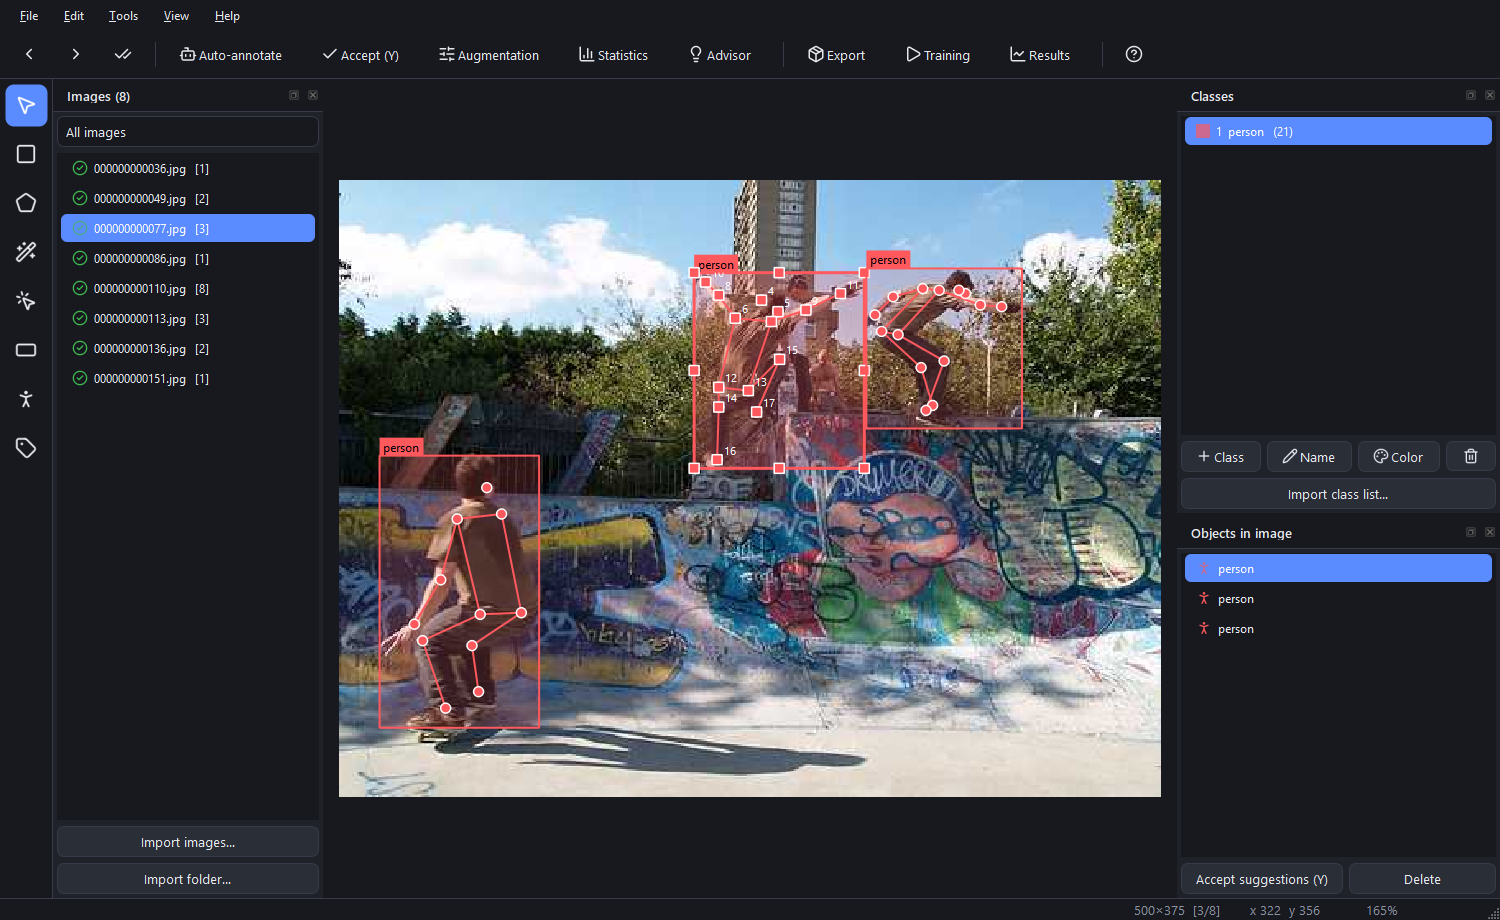 File Edit Tools View Help
Auto-annotate Accept (Y) Augmentation Statistics Advisor Export Training Results
Images (8)
All images
000000000036.jpg [1]
000000000049.jpg [2]
000000000077.jpg [3]
000000000086.jpg [1]
000000000110.jpg [8]
000000000113.jpg [3]
000000000136.jpg [2]
000000000151.jpg [1]
Import images...
Import folder...
person
person
10
8
4
11
5
9
6
15
12
13
14
17
16
person
Classes
1 person (21)
+ Class Name Color
Import class list...
Objects in image
person
person
person
Accept suggestions (Y) Delete
500×375 [3/8] x 322 y 356 165%